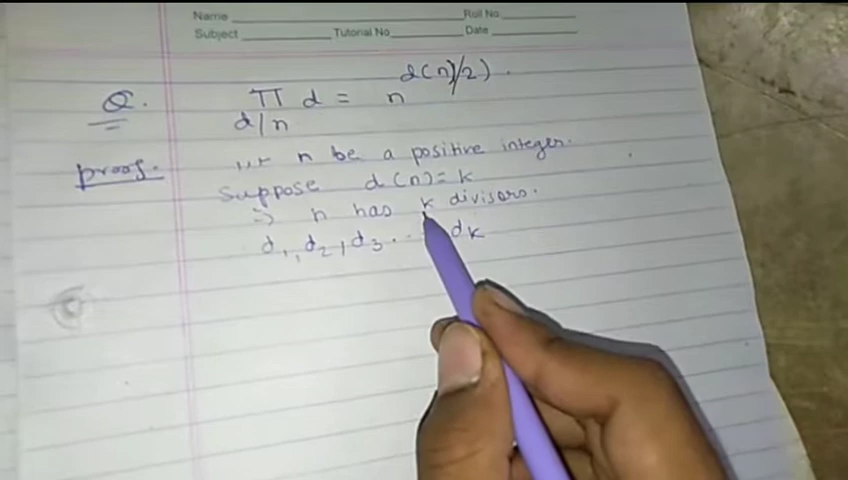 Name Roll No
Subject Tutorial No Date
Q. π d = n d(n)/2) .
d/n
proof. n be a positive integer.
Suppose d(n) = k
⇒ n has k divisors.
d1, d2, d3 . . dk